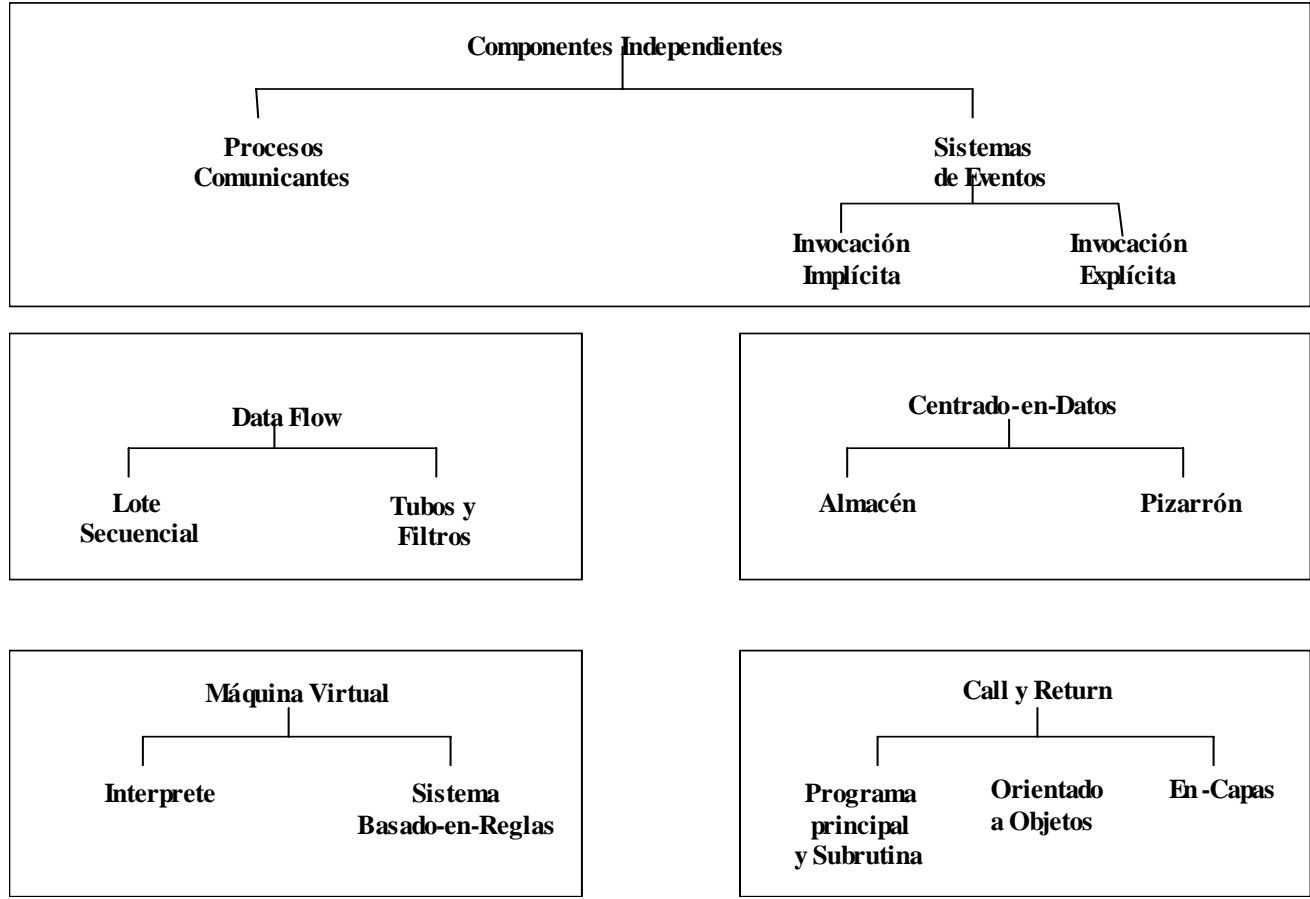 Componentes Independientes
Procesos
Comunicantes
Sistemas
de Eventos
Invocación
Implícita
Invocación
Explícita
Data Flow
Lote
Secuencial
Tubos y
Filtros
Centrado-en-Datos
Almacén
Pizarrón
Máquina Virtual
Interprete
Sistema
Basado-en-Reglas
Call y Return
Programa
principal
y Subrutina
Orientado
a Objetos
En -Capas